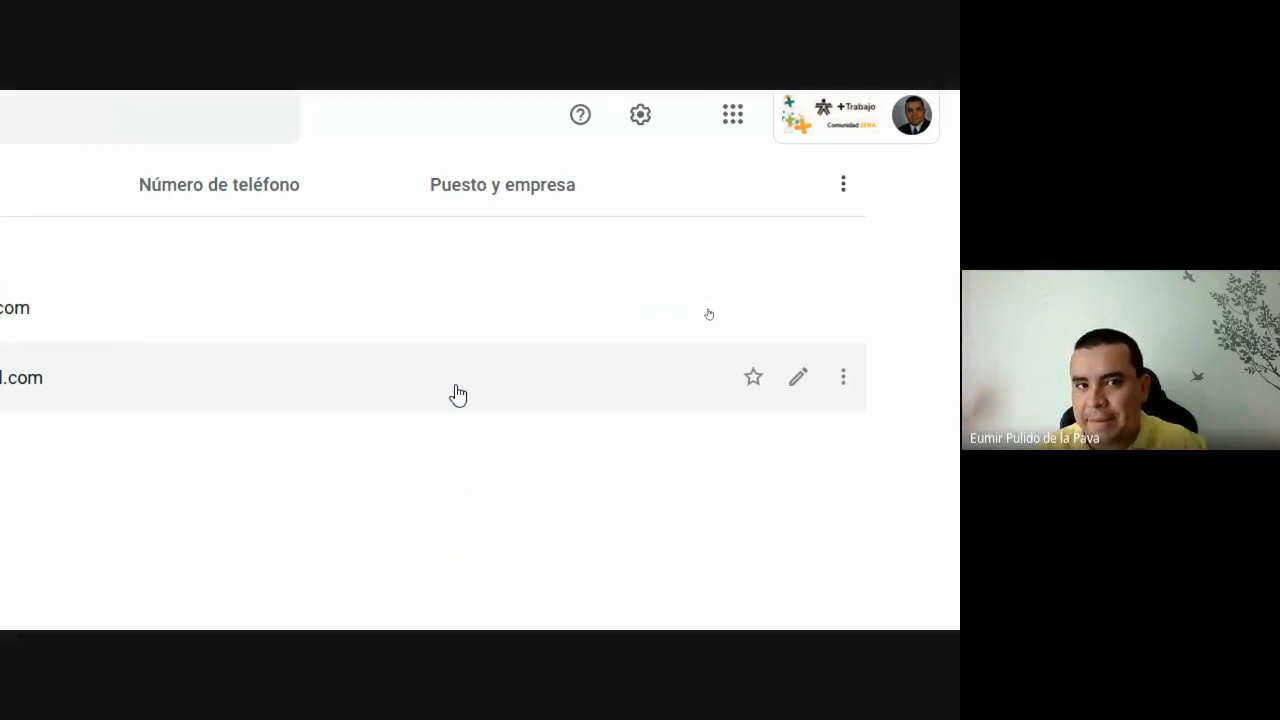 +Trabajo
Comunidad SENA
Número de teléfono
Puesto y empresa
com
l.com
Eumir Pulido de la Pava